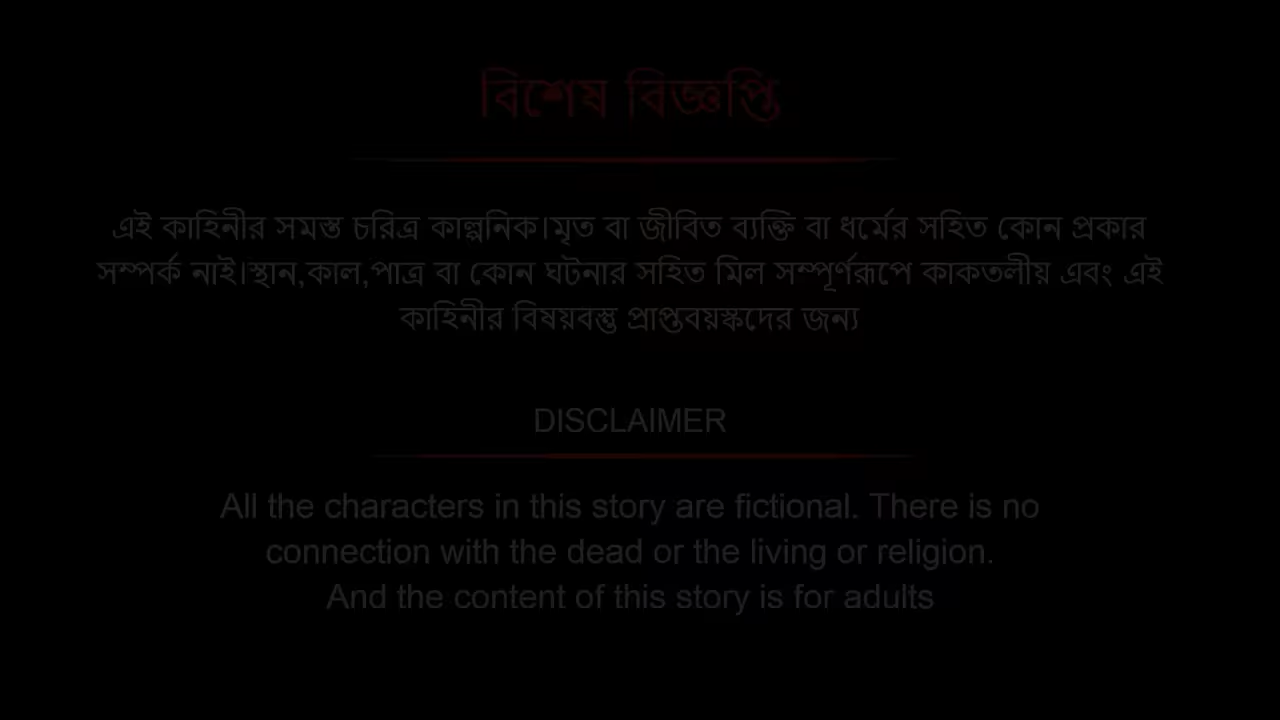 বিশেষ বিজ্ঞপ্তি
এই কাহিনীর সমস্ত চরিত্র কাল্পনিক।মৃত বা জীবিত ব্যক্তি বা ধর্মের সহিত কোন প্রকার
সম্পর্ক নাই।স্থান,কাল,পাত্র বা কোন ঘটনার সহিত মিল সম্পূর্ণরূপে কাকতলীয় এবং এই
কাহিনীর বিষয়বস্তু প্রাপ্তবয়স্কদের জন্য
DISCLAIMER
All the characters in this story are fictional. There is no
connection with the dead or the living or religion.
And the content of this story is for adults